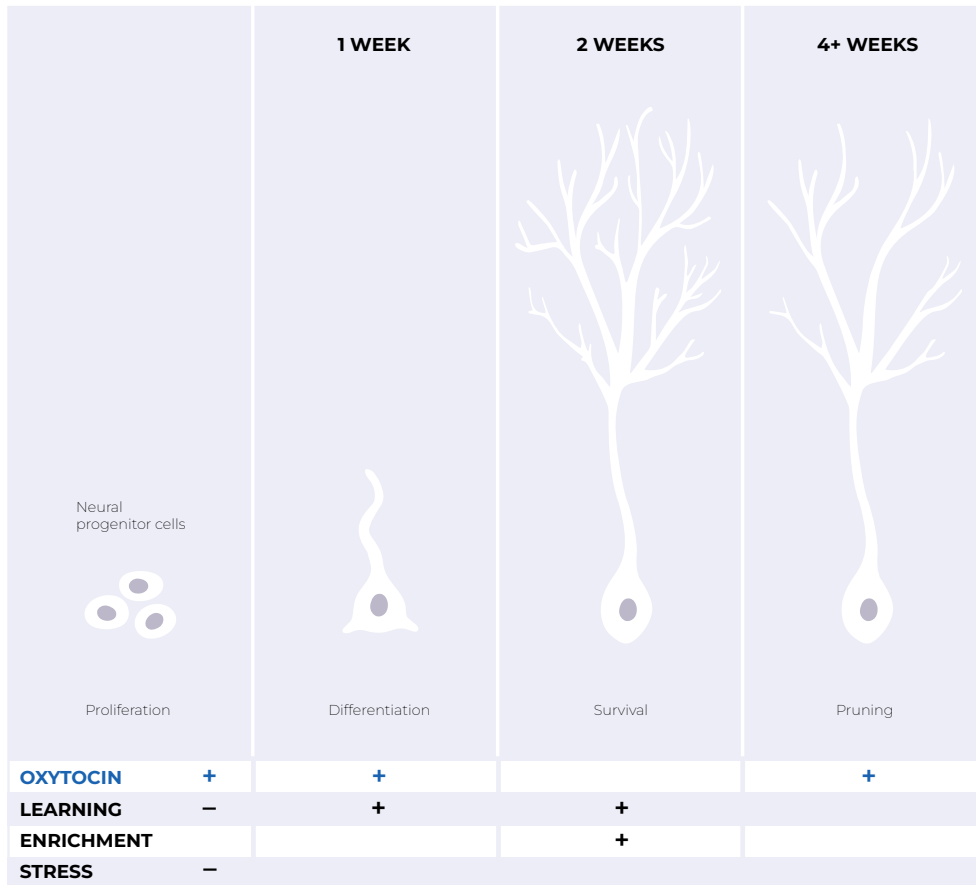 1 WEEK
2 WEEKS
4+ WEEKS
Neural
progenitor cells
Proliferation
Differentiation
Survival
Pruning
OXYTOCIN + + +
LEARNING – + +
ENRICHMENT +
STRESS –